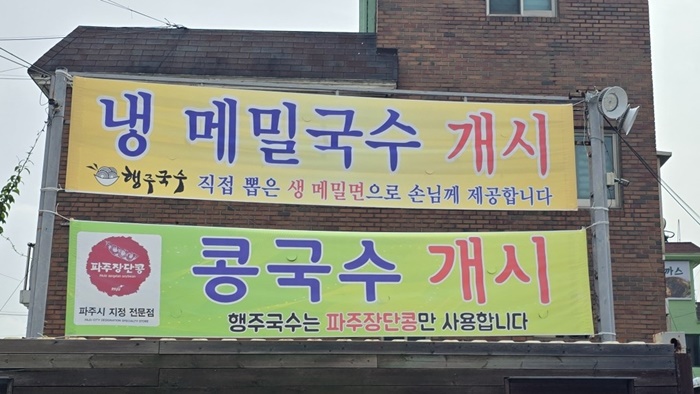 냉 메밀국수 개시
행주국수 직접 뽑은 생 메밀면으로 손님께 제공합니다
콩국수 개시
파주장단콩
파주시 지정 전문점
행주국수는 파주장단콩만 사용합니다
까스